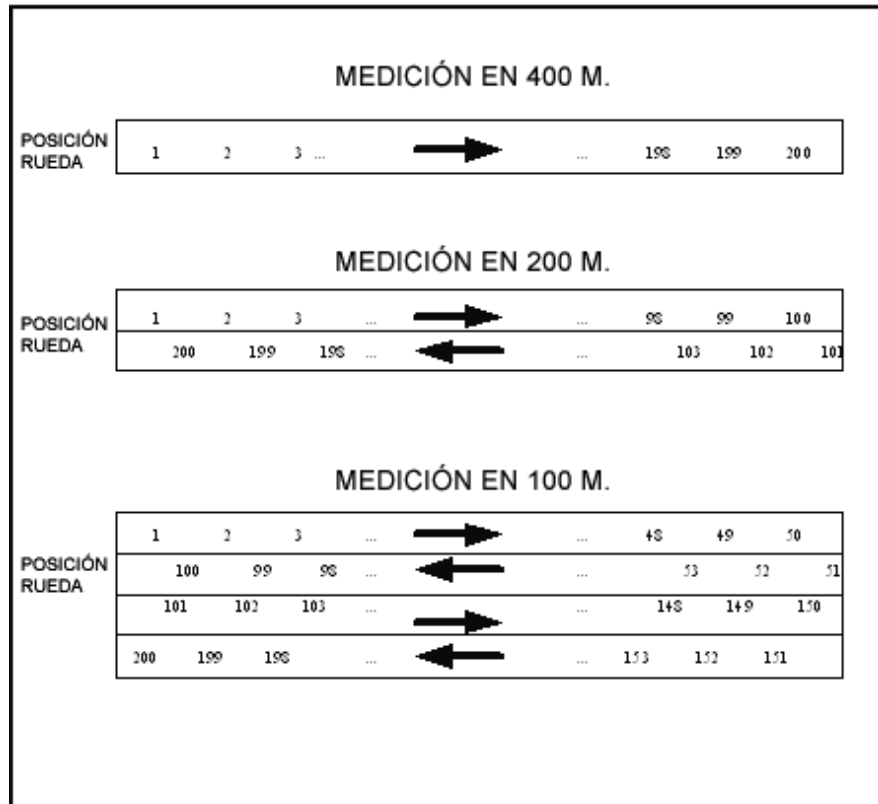 MEDICIÓN EN 400 M.
POSICIÓN RUEDA
1 2 3 ... ... 198 199 200
MEDICIÓN EN 200 M.
POSICIÓN RUEDA
1 2 3 ... ... 98 99 100
200 199 198 ... ... 103 102 101
MEDICIÓN EN 100 M.
POSICIÓN RUEDA
1 2 3 ... ... 48 49 50
100 99 98 ... ... 53 52 51
101 102 103 ... ... 148 149 150
200 199 198 ... ... 153 152 151